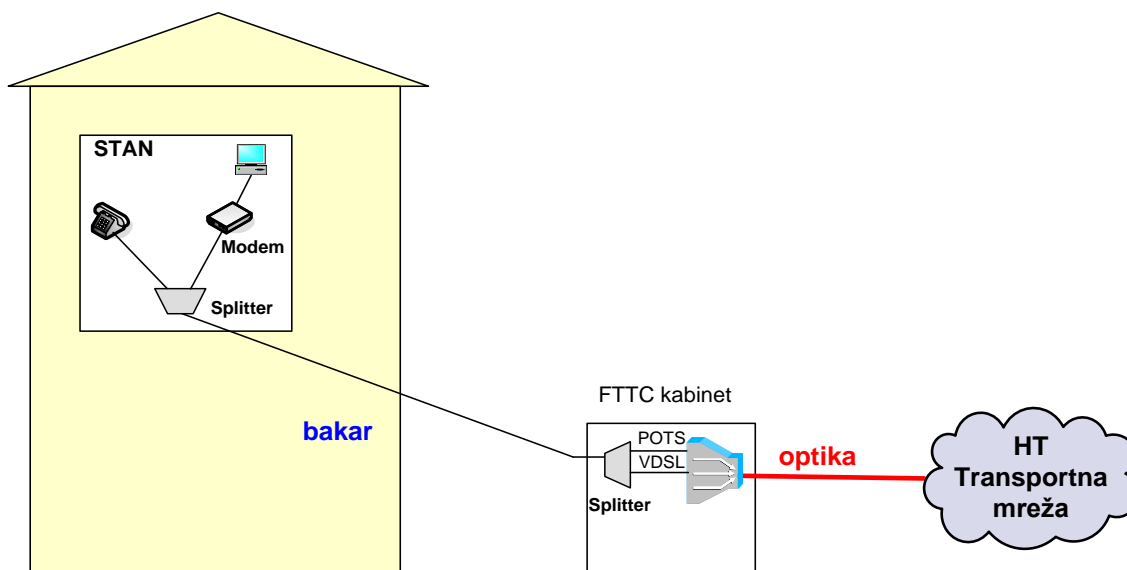 STAN
Modem
Splitter
bakar
FTTC kabinet
POTS
VDSL
Splitter
optika
HT
Transportna
mreža